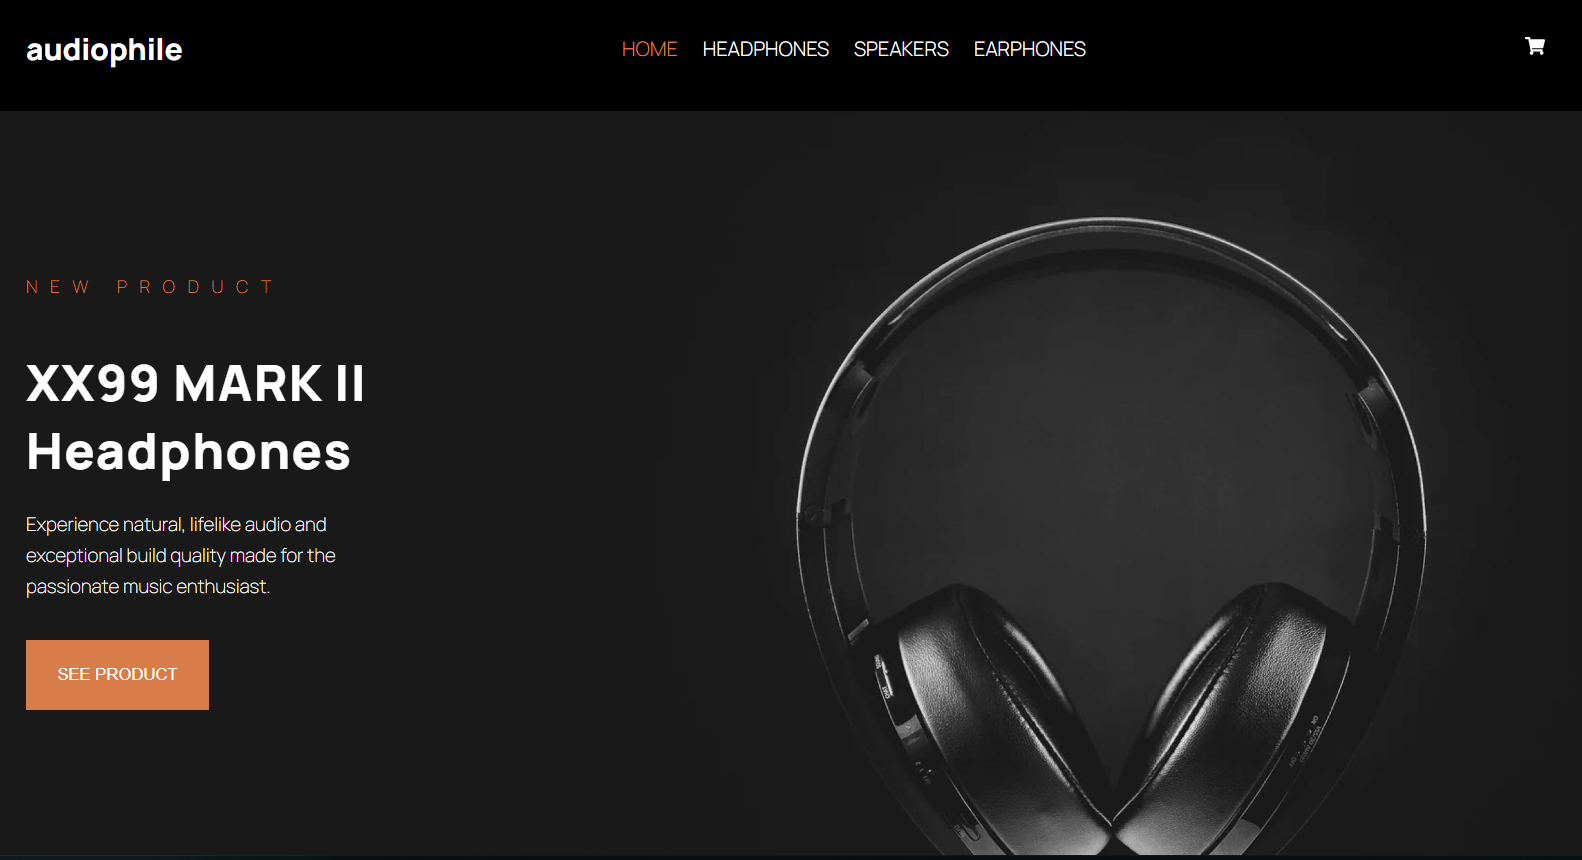 audiophile
HOME HEADPHONES SPEAKERS EARPHONES
NEW PRODUCT
XX99 MARK II
Headphones
Experience natural, lifelike audio and
exceptional build quality made for the
passionate music enthusiast.
SEE PRODUCT